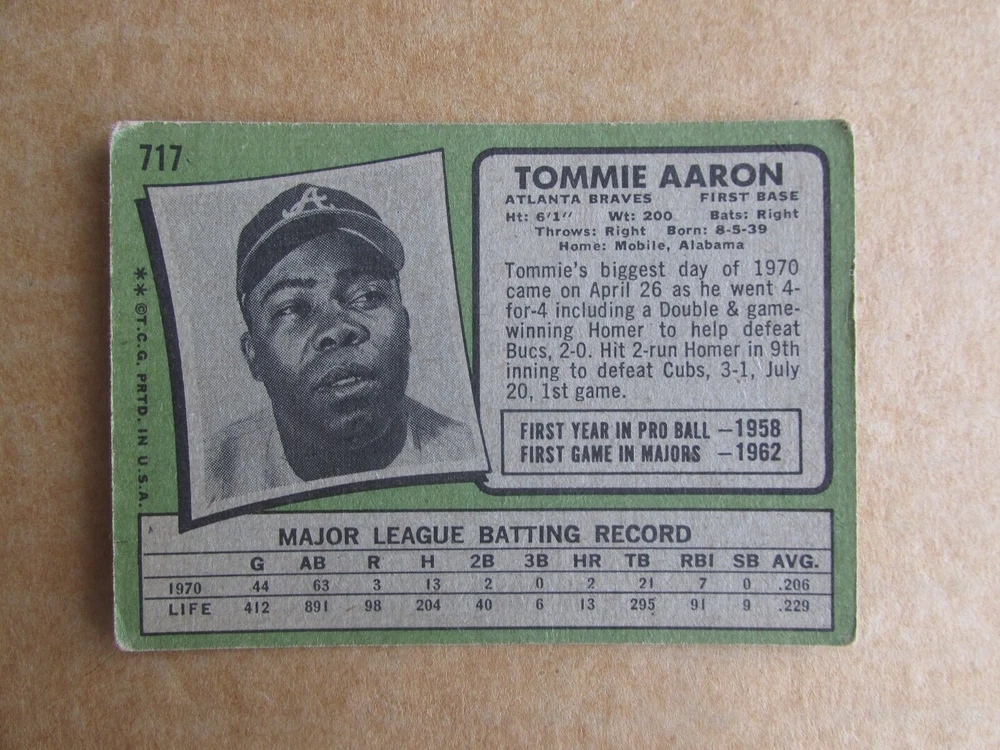 717
A
**©T.C.G. PRTD. IN U.S.A.
TOMMIE AARON
ATLANTA BRAVES FIRST BASE
Ht: 6'1" Wt: 200 Bats: Right
Throws: Right Born: 8-5-39
Home: Mobile, Alabama
Tommie's biggest day of 1970
came on April 26 as he went 4-
for-4 including a Double & game-
winning Homer to help defeat
Bucs, 2-0. Hit 2-run Homer in 9th
inning to defeat Cubs, 3-1, July
20, 1st game.
FIRST YEAR IN PRO BALL —1958
FIRST GAME IN MAJORS —1962
MAJOR LEAGUE BATTING RECORD
G AB R H 2B 3B HR TB RBI SB AVG.
1970 44 63 3 13 2 0 2 21 7 0 .206
LIFE 412 891 98 204 40 6 13 295 91 9 .229